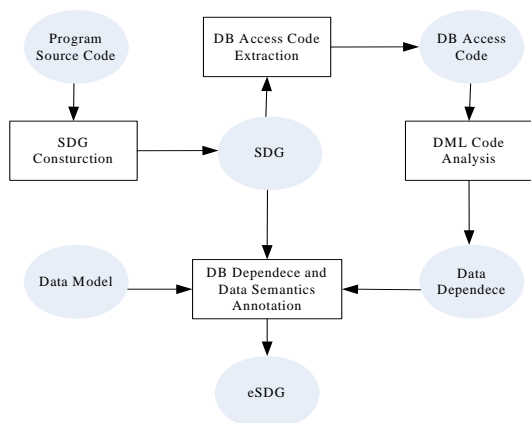 Program
Source Code
DB Access Code
Extraction
DB Access
Code
SDG
Consturction
SDG
DML Code
Analysis
Data Model
DB Dependece and
Data Semantics
Annotation
Data
Dependece
eSDG